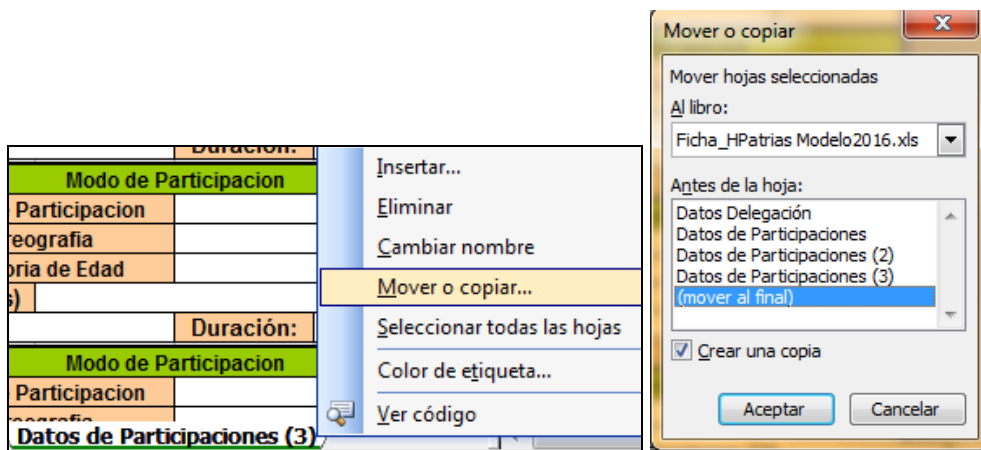 Duración:
Modo de Participacion
Participacion
reografia
oria de Edad
s)
Duración:
Modo de Participacion
Participacion
Datos de Participaciones (3)
Insertar...
Eliminar
Cambiar nombre
Mover o copiar...
Seleccionar todas las hojas
Color de etiqueta...
Ver código
Mover o copiar
Mover hojas seleccionadas
Al libro:
Ficha_HPatrias Modelo2016.xls
Antes de la hoja:
Datos Delegación
Datos de Participaciones
Datos de Participaciones (2)
Datos de Participaciones (3)
(mover al final)
Crear una copia
Aceptar
Cancelar